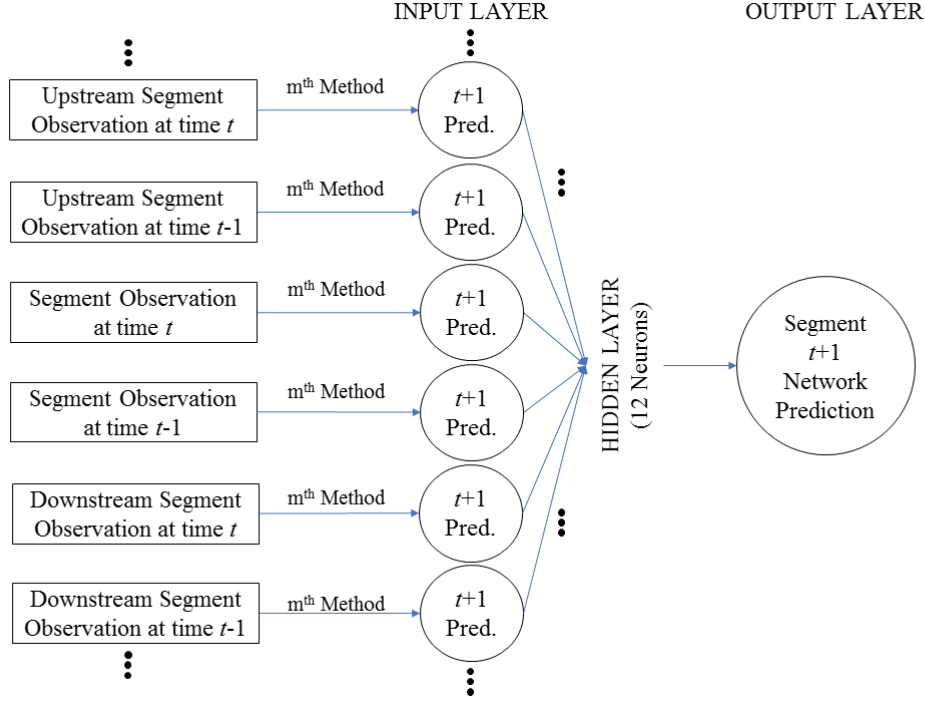 INPUT LAYER
OUTPUT LAYER
Upstream Segment
Observation at time t
mth Method
t+1
Pred.
Upstream Segment
Observation at time t-1
mth Method
t+1
Pred.
Segment Observation
at time t
mth Method
t+1
Pred.
Segment Observation
at time t-1
mth Method
t+1
Pred.
Downstream Segment
Observation at time t
mth Method
t+1
Pred.
Downstream Segment
Observation at time t-1
mth Method
t+1
Pred.
HIDDEN LAYER
(12 Neurons)
Segment
t+1
Network
Prediction